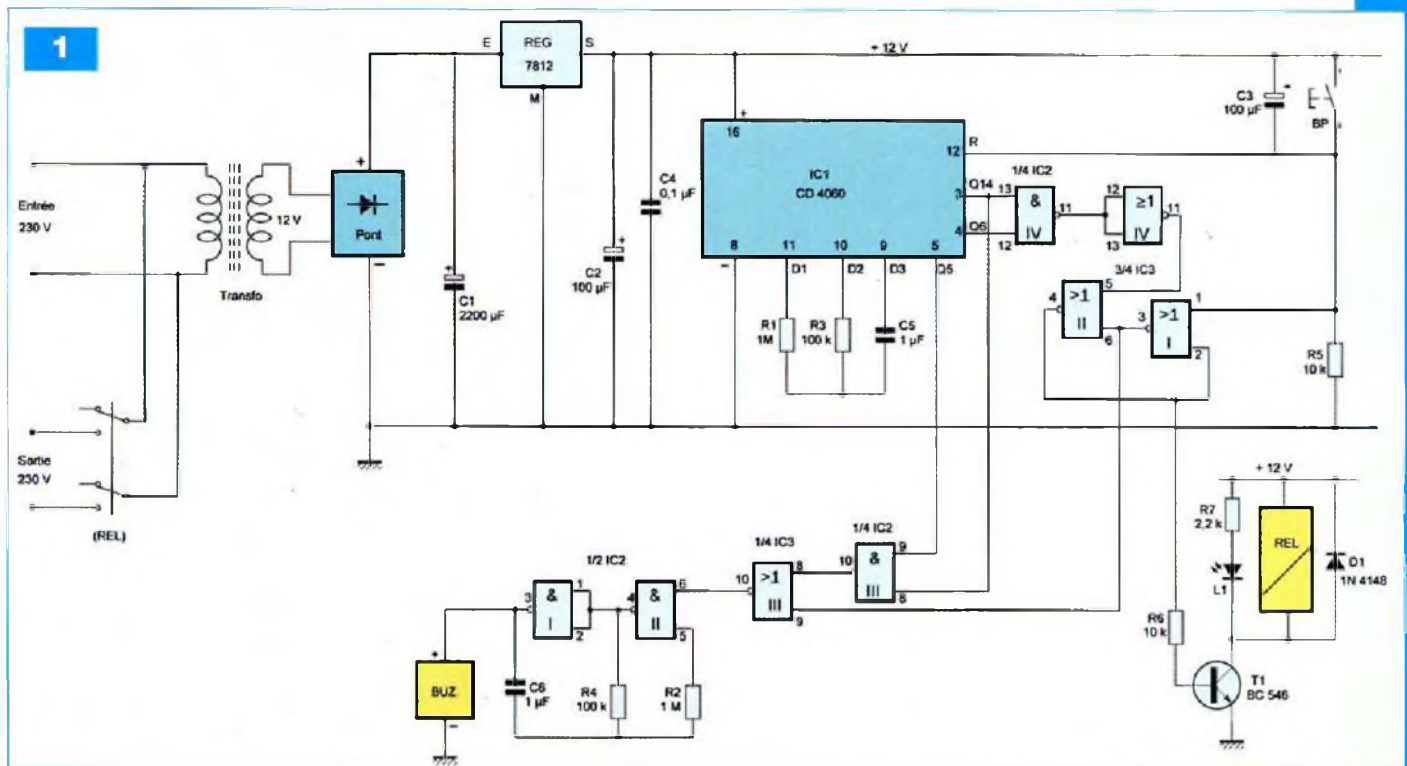 1
E REG S
7812
M
+ 12 V
C3
100 µF
BP
16
+
R
12
IC1
CD 4060
Q14
3
Q6
4
8
11
10
9
5
-
D1
D2
D3
Q5
1/4 IC2
13
&
11
IV
12
12
≥1
11
IV
13
Entrée
230 V
12 V
Transfo
+
Pont
-
C4
0,1 µF
+
C2
100 µF
+
C1
2200 µF
R1
1M
R3
100 k
C5
1 µF
3/4 IC3
4
>1
5
II
6
3
>1
1
I
2
R5
10 k
Sortie
230 V
(REL)
1/2 IC2
1/4 IC3
1/4 IC2
3
&
1
I
2
4
&
6
II
5
10
>1
8
III
9
10
&
9
III
8
+
BUZ
-
C6
1 µF
R4
100 k
R2
1 M
+ 12 V
R7
2,2 k
L1
REL
D1
1N 4148
R6
10 k
T1
BC 546